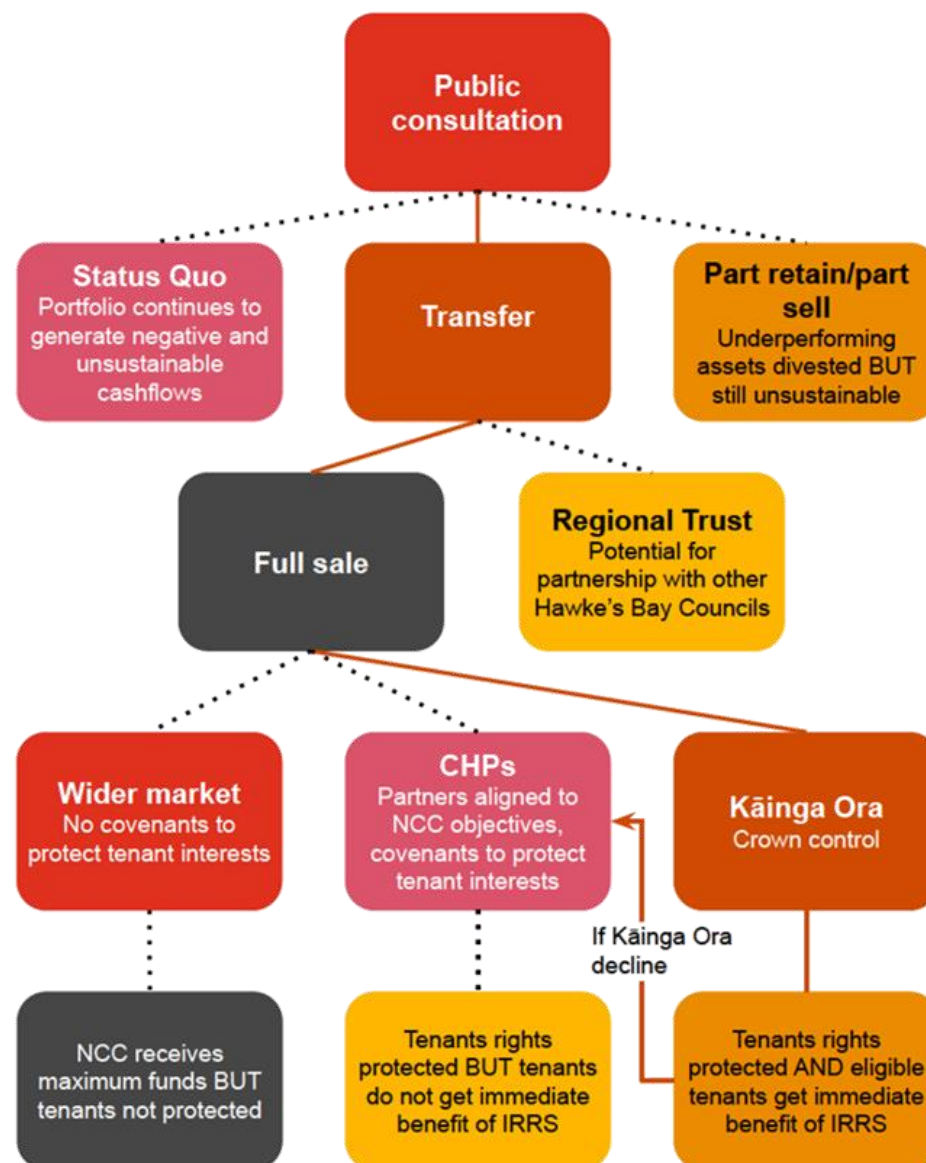 Public
consultation
Status Quo
Portfolio continues to
generate negative and
unsustainable
cashflows
Transfer
Part retain/part
sell
Underperforming
assets divested BUT
still unsustainable
Full sale
Regional Trust
Potential for
partnership with other
Hawke's Bay Councils
Wider market
No covenants to
protect tenant interests
CHPs
Partners aligned to
NCC objectives,
covenants to protect
tenant interests
Kāinga Ora
Crown control
If Kāinga Ora
decline
NCC receives
maximum funds BUT
tenants not protected
Tenants rights
protected BUT tenants
do not get immediate
benefit of IRRS
Tenants rights
protected AND eligible
tenants get immediate
benefit of IRRS